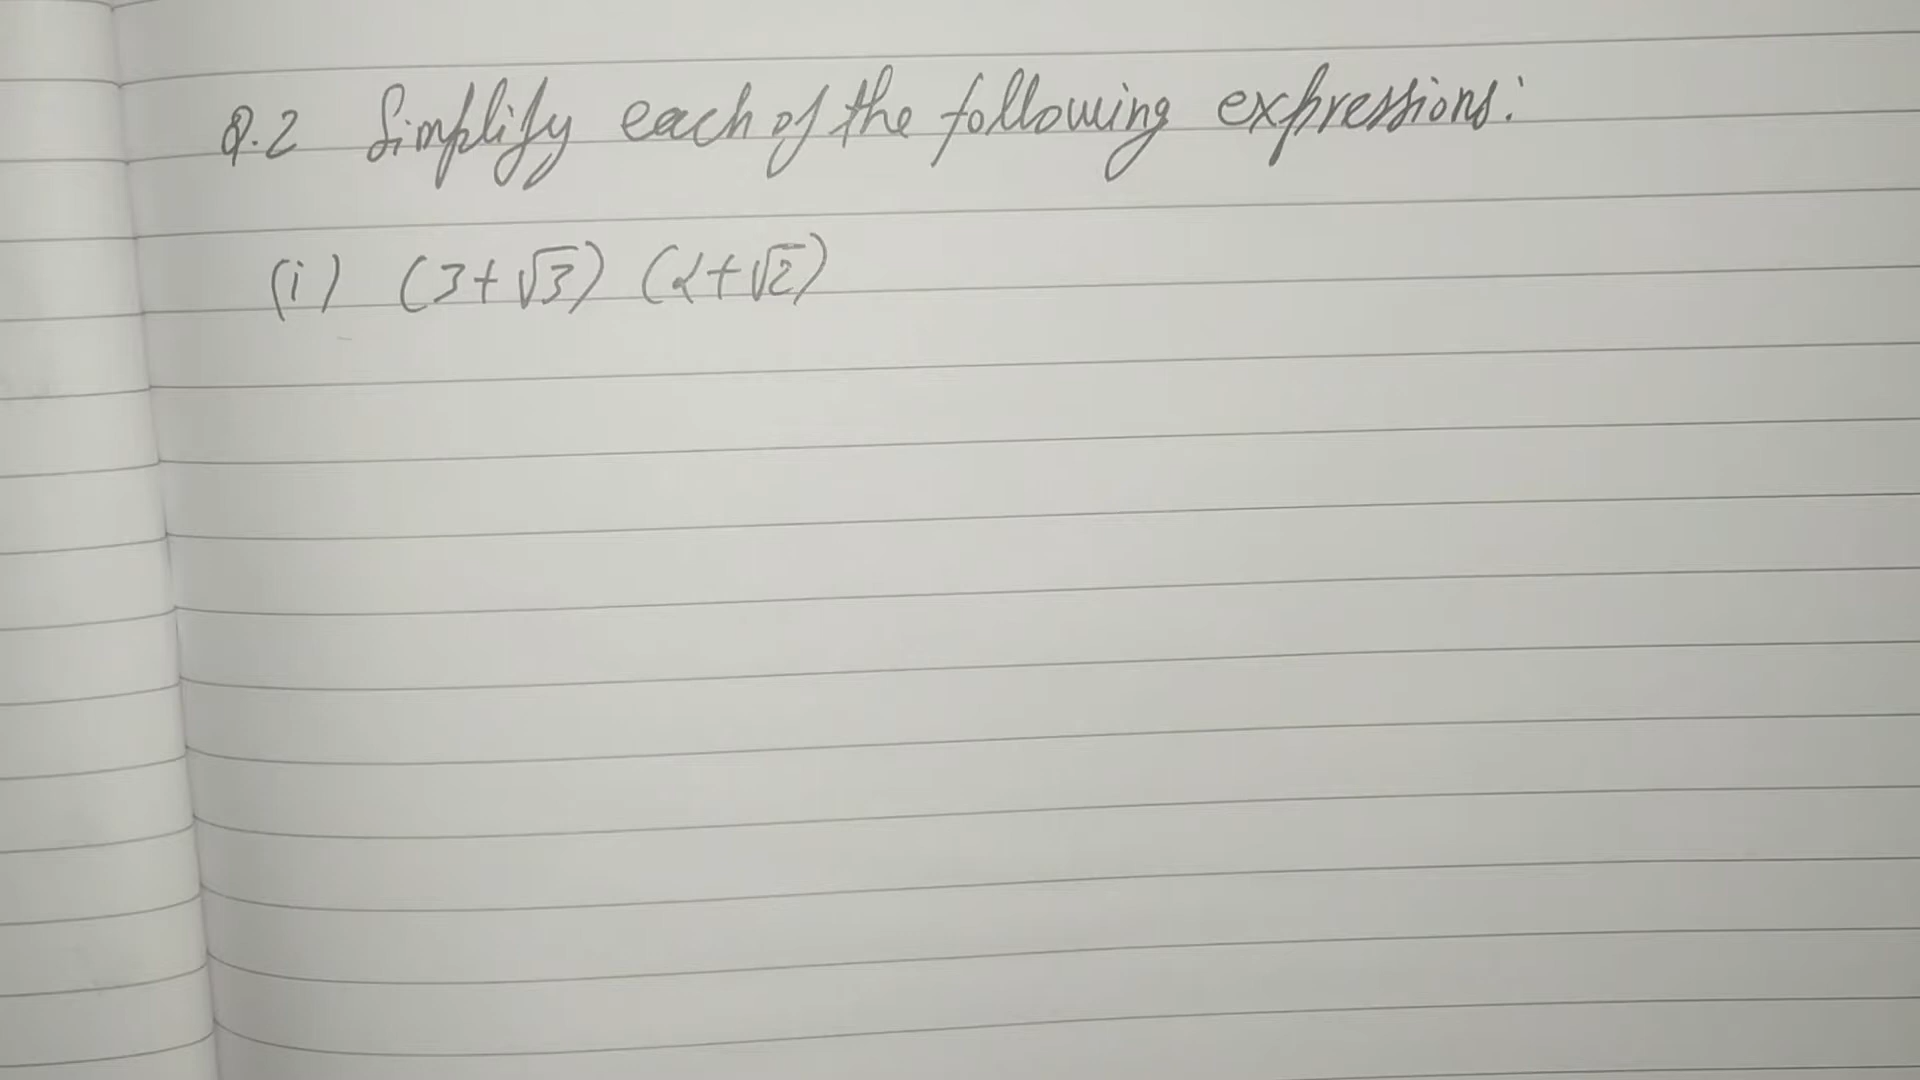 Q.2 Simplify each of the following expressions:
(i) (3+√3) (2+√2)